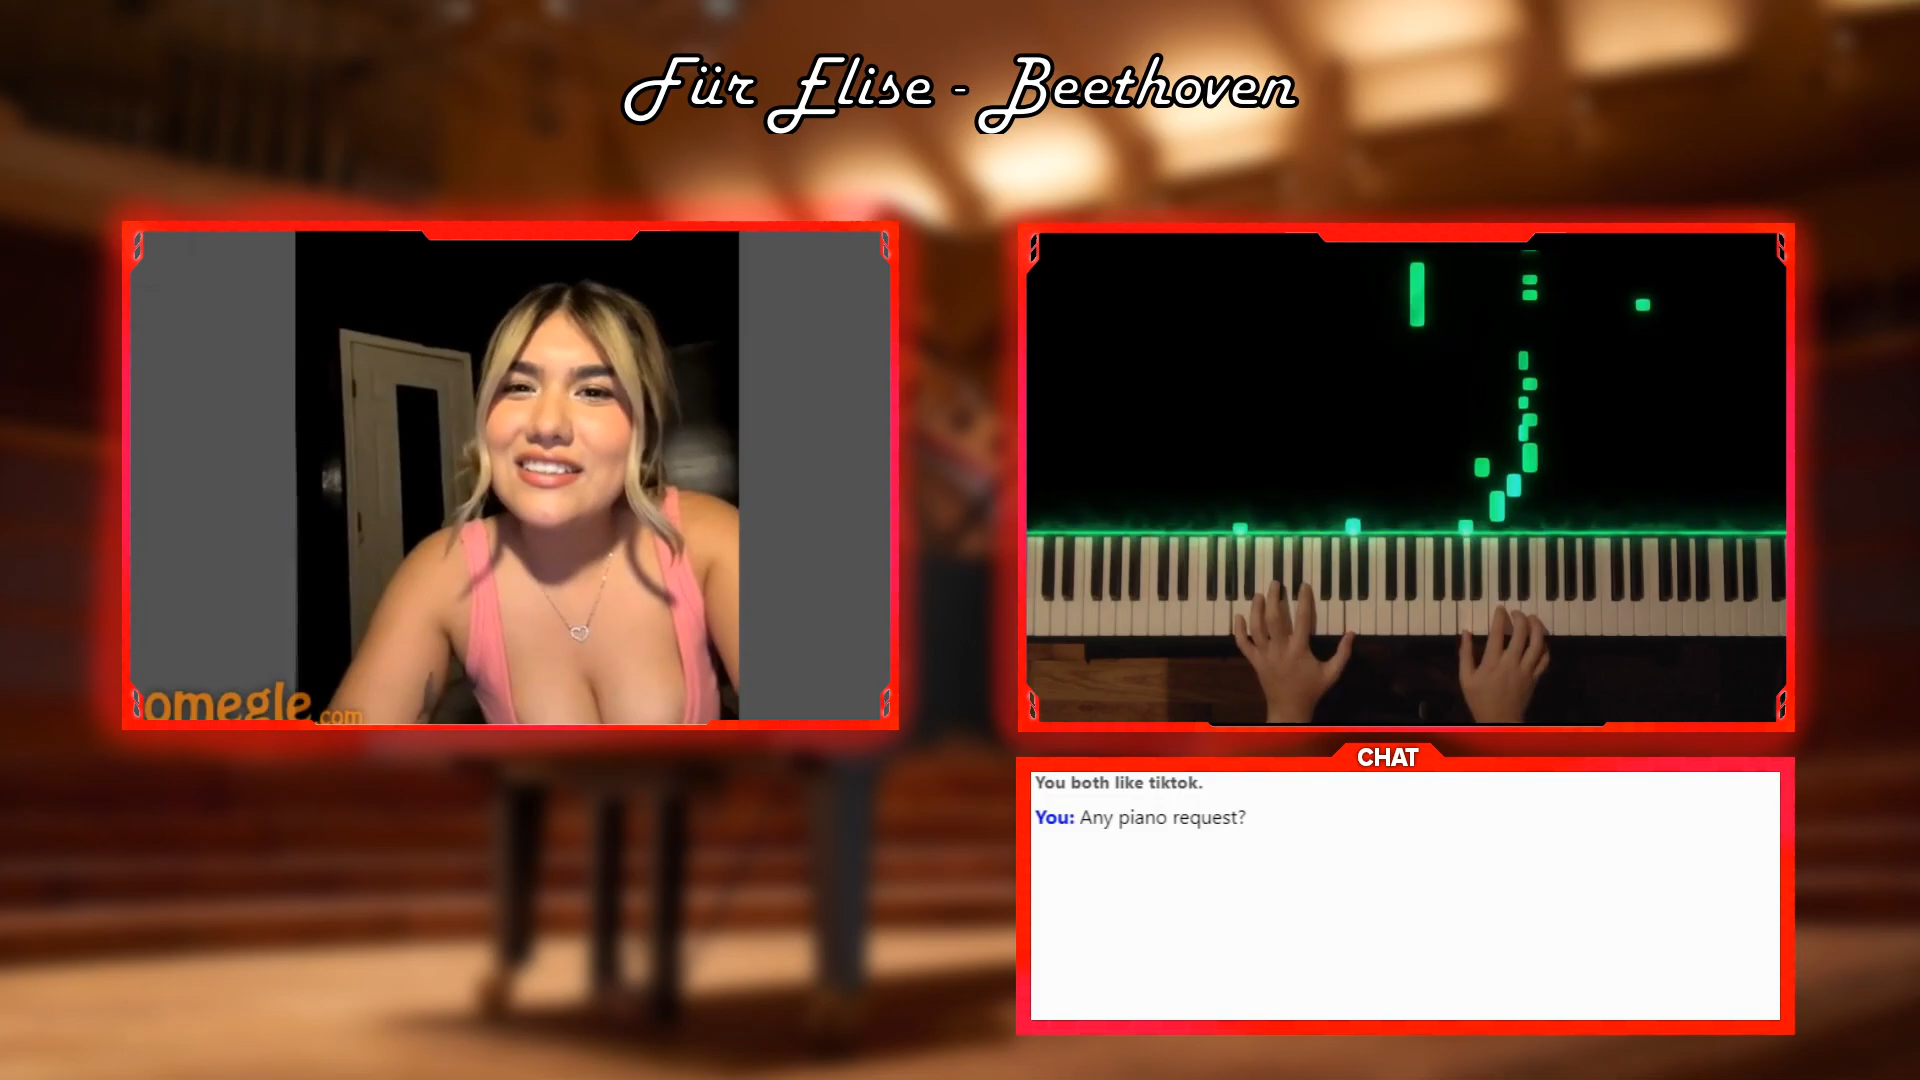 Für Elise - Beethoven
omegle.com
CHAT
You both like tiktok.
You: Any piano request?